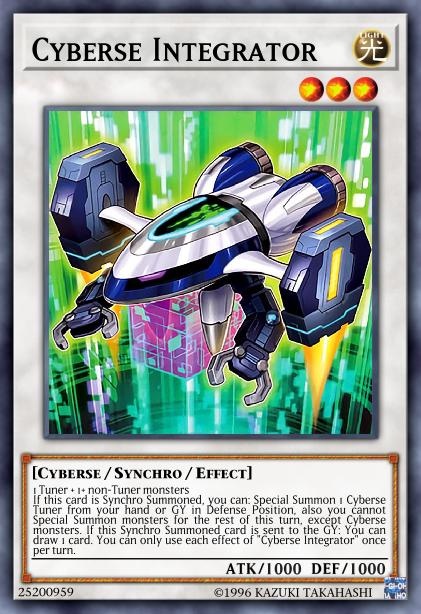 CYBERSE INTEGRATOR
LIGHT
光
[CYBERSE / SYNCHRO / EFFECT]
1 Tuner + 1+ non-Tuner monsters
If this card is Synchro Summoned, you can: Special Summon 1 Cyberse
Tuner from your hand or GY in Defense Position, also you cannot
Special Summon monsters for the rest of this turn, except Cyberse
monsters. If this Synchro Summoned card is sent to the GY: You can
draw 1 card. You can only use each effect of "Cyberse Integrator" once
per turn.
ATK/1000 DEF/1000
25200959
©1996 KAZUKI TAKAHASHI